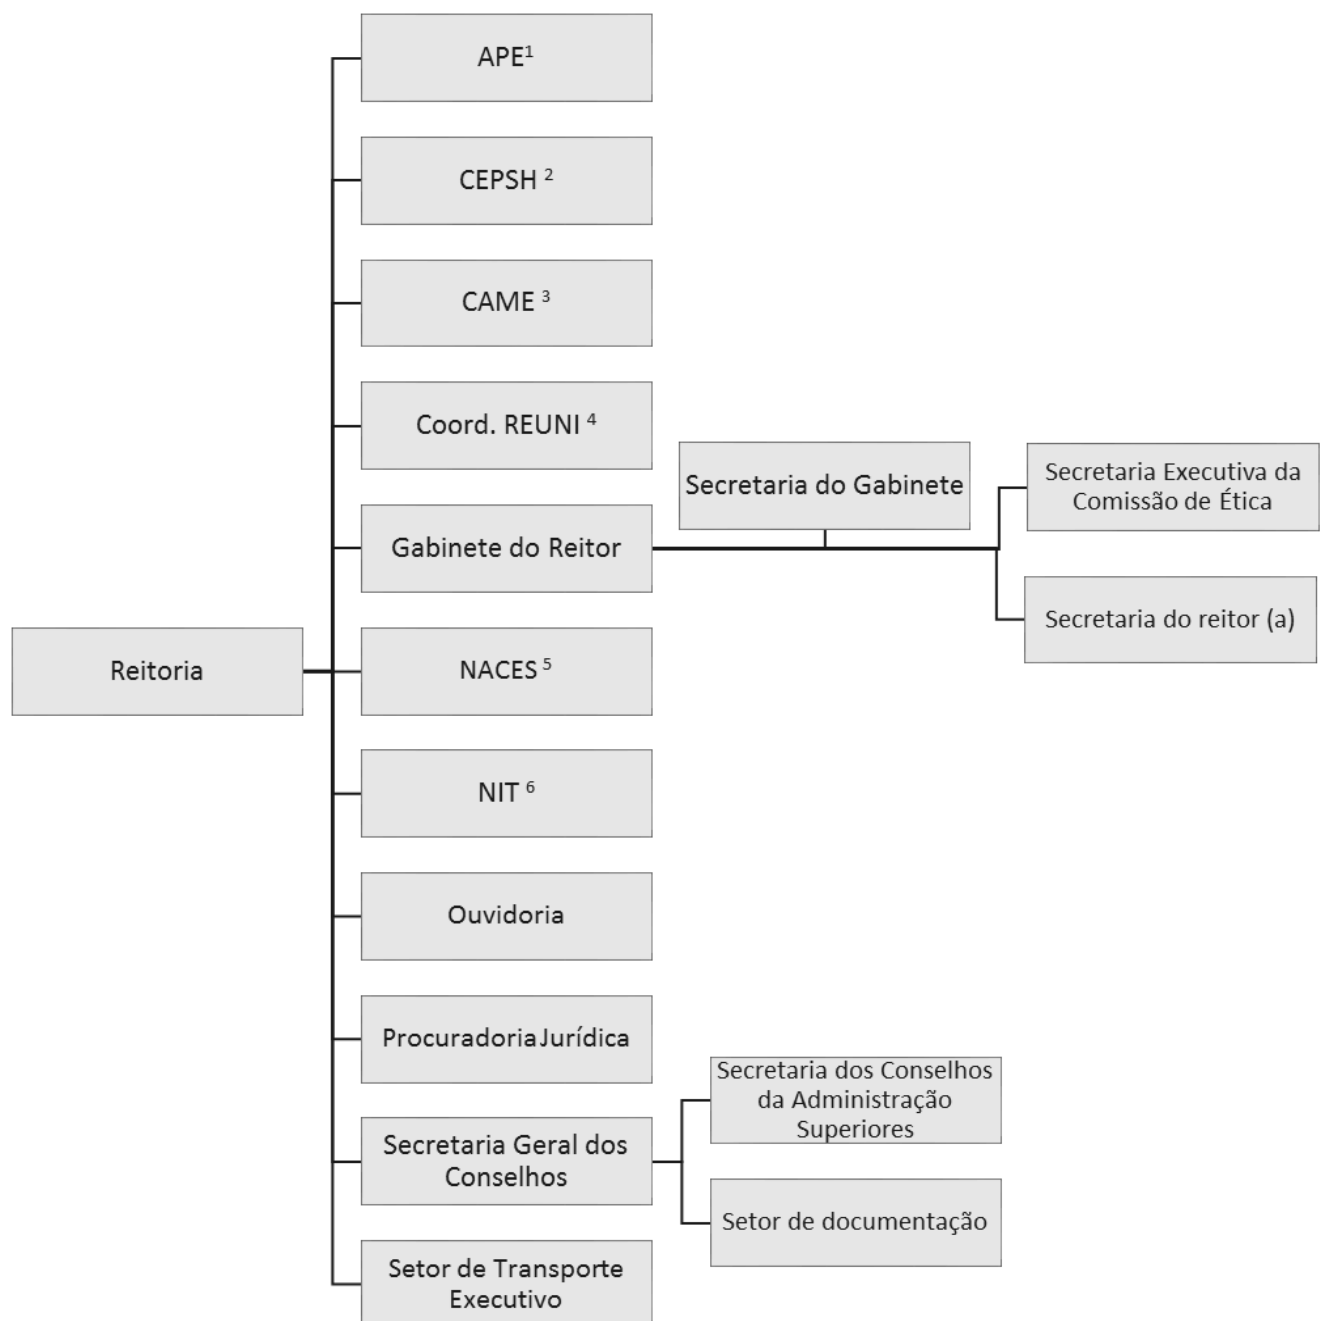 APE¹
CEPSH ²
CAME ³
Coord. REUNI ⁴
Secretaria do Gabinete
Secretaria Executiva da
Comissão de Ética
Gabinete do Reitor
Secretaria do reitor (a)
Reitoria
NACES ⁵
NIT ⁶
Ouvidoria
Procuradoria Jurídica
Secretaria dos Conselhos
da Administração
Superiores
Secretaria Geral dos
Conselhos
Setor de documentação
Setor de Transporte
Executivo